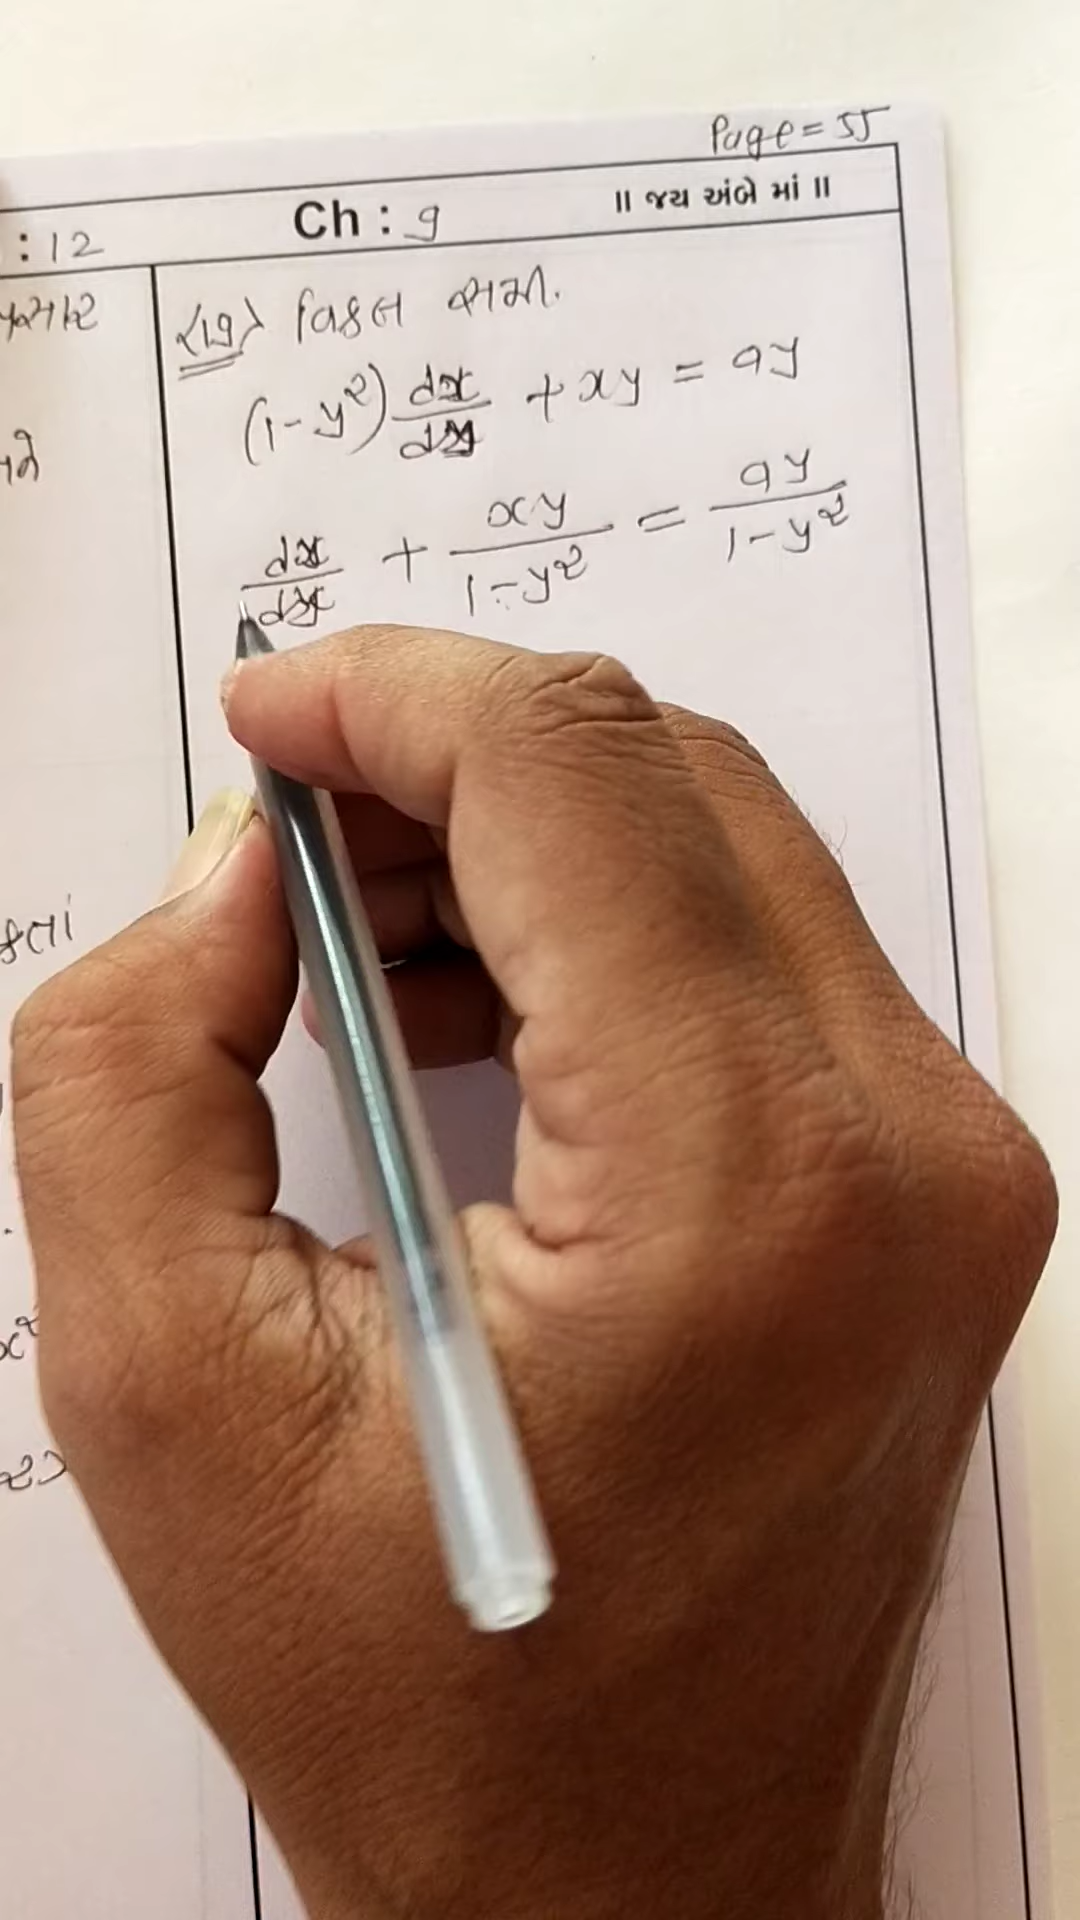 Page = 55
: 12 Ch : 9 ॥ જય અંબે માં ॥
<19> વિકલ સમી.
(1-y²) dx/dy + xy = ay
dx/dy + xy/1-y² = ay/1-y²
x²